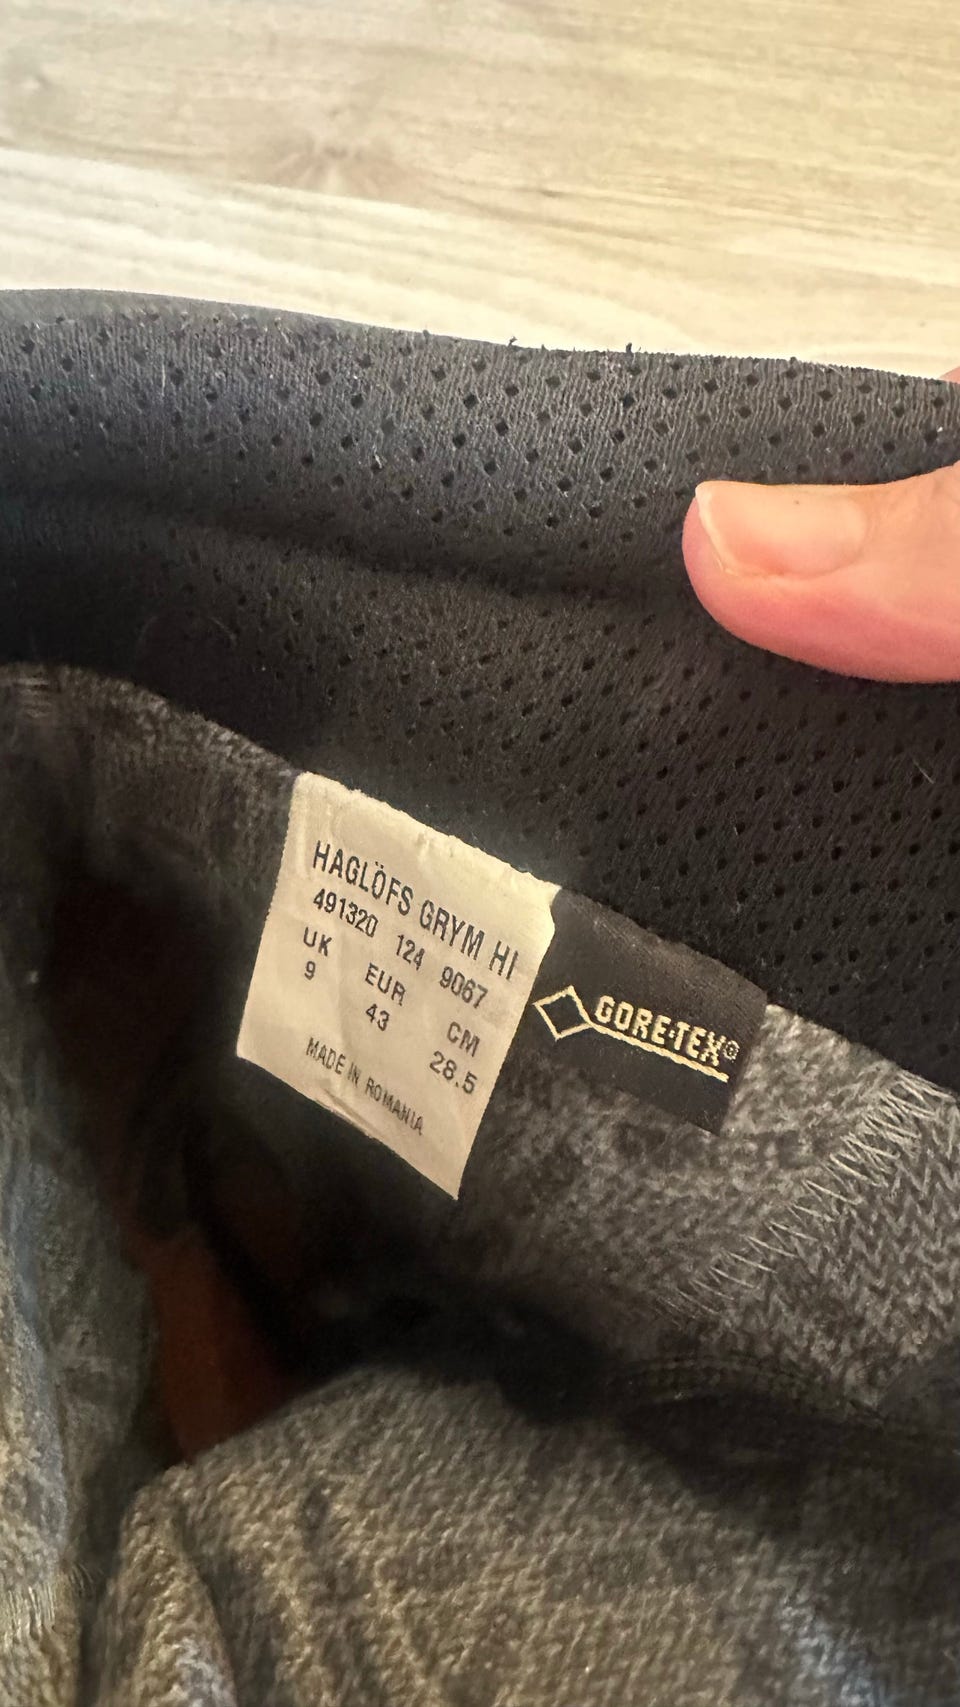 HAGLÖFS GRYM HI
491320 124 9067
UK EUR CM
9 43 28.5
MADE IN ROMANIA
GORE-TEX®